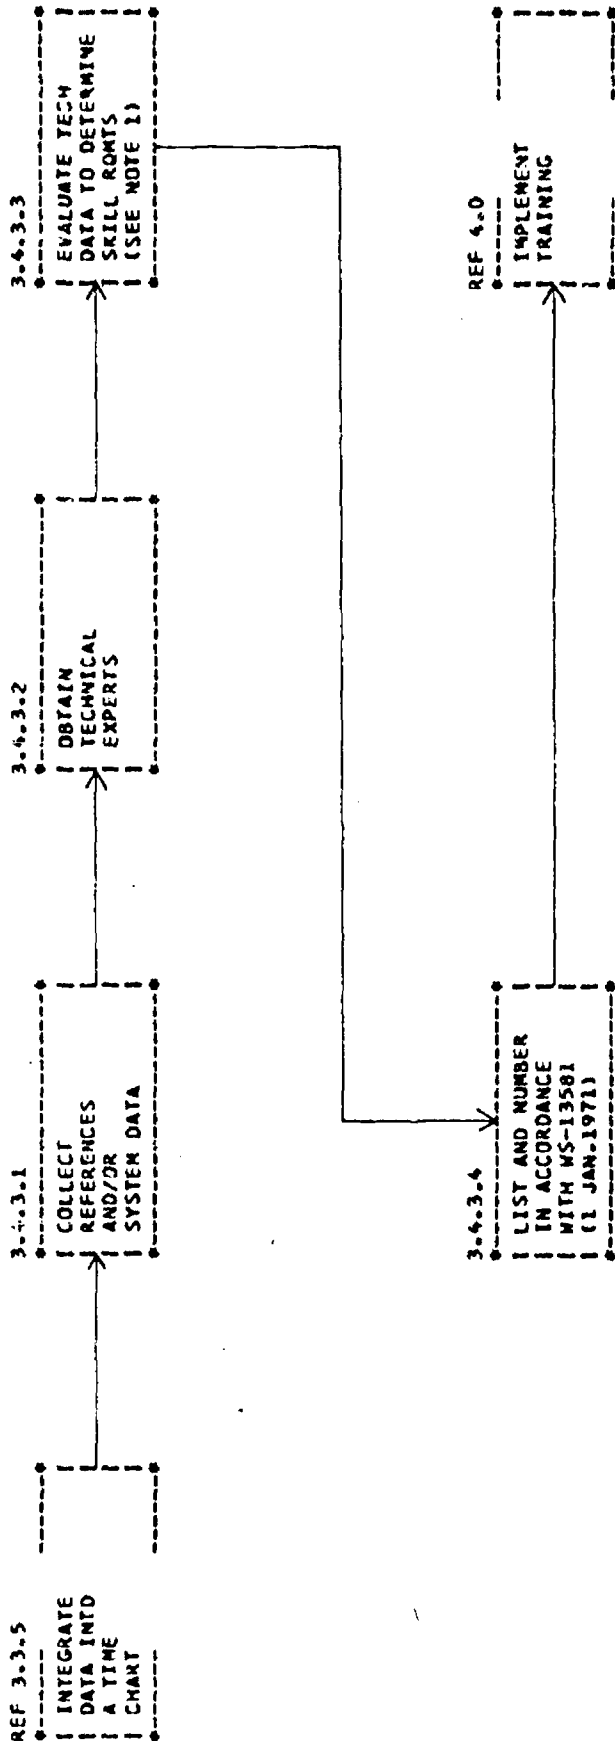 REF 3.3.5
INTEGRATE
DATA INTO
A TIME
CHART
3.4.3.1
COLLECT
REFERENCES
AND/OR
SYSTEM DATA
3.4.3.2
OBTAIN
TECHNICAL
EXPERTS
3.4.3.3
EVALUATE TECH
DATA TO DETERMINE
SKILL RQMTS
(SEE NOTE 1)
3.4.3.4
LIST AND NUMBER
IN ACCORDANCE
WITH WS-13581
(1 JAN.1971)
REF 4.0
IMPLEMENT
TRAINING